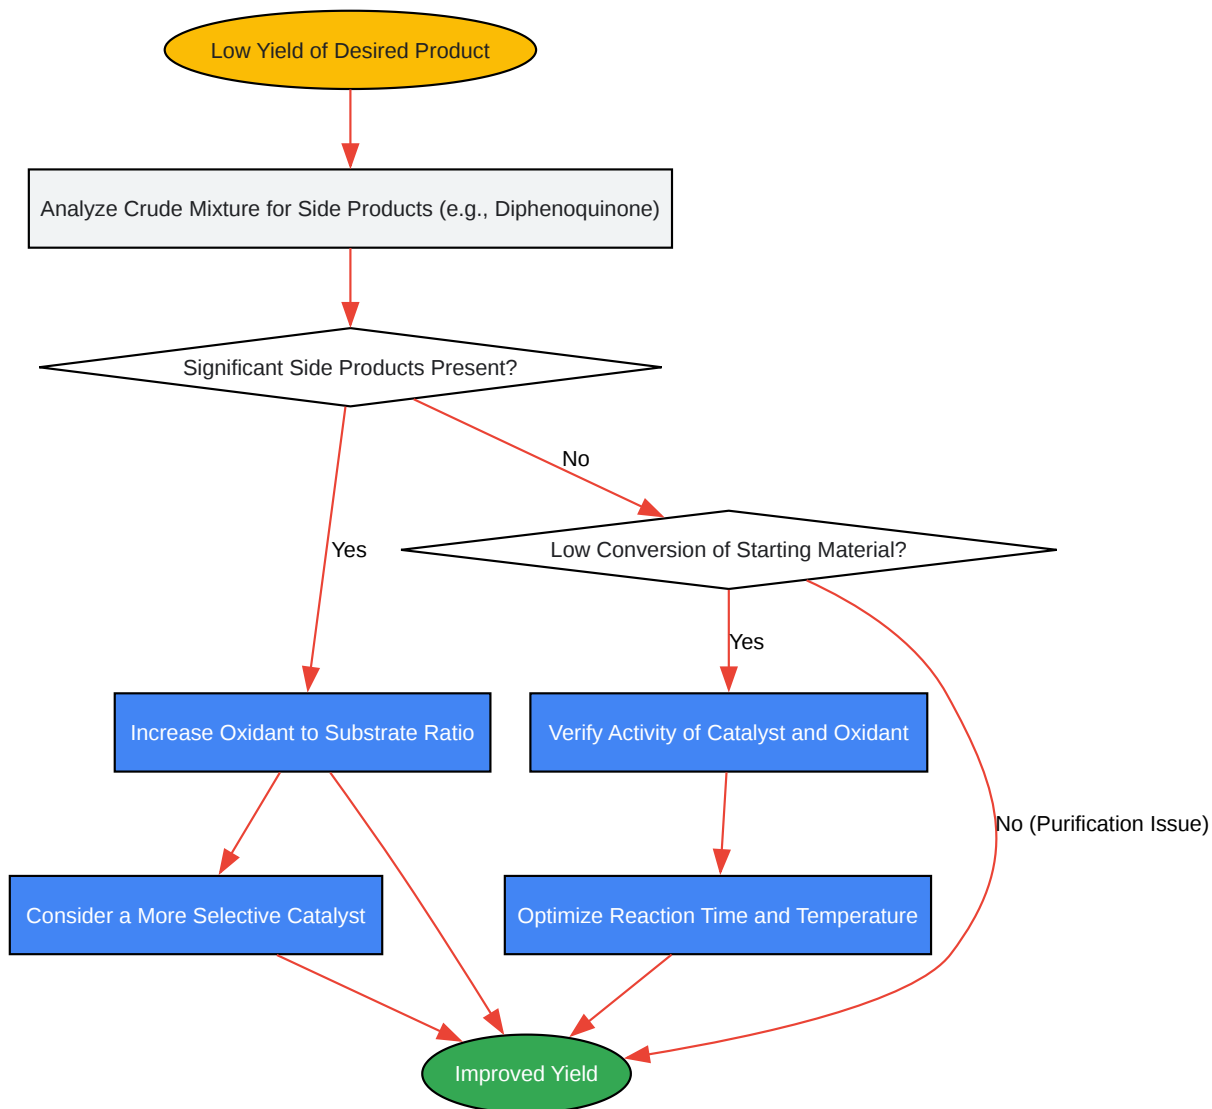 Low Yield of Desired Product
Analyze Crude Mixture for Side Products (e.g., Diphenoquinone)
Significant Side Products Present?
No
Yes
Low Conversion of Starting Material?
Yes
Increase Oxidant to Substrate Ratio
Verify Activity of Catalyst and Oxidant
No (Purification Issue)
Consider a More Selective Catalyst
Optimize Reaction Time and Temperature
Improved Yield